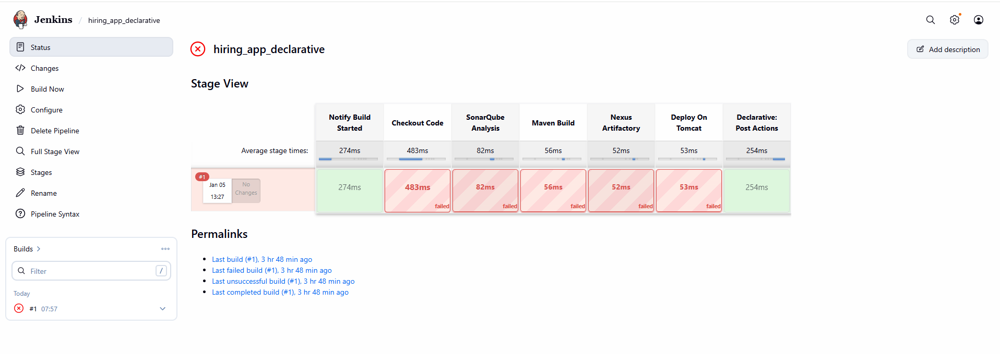 Jenkins / hiring_app_declarative
Status
Changes
Build Now
Configure
Delete Pipeline
Full Stage View
Stages
Rename
Pipeline Syntax
Builds
Filter /
Today
#1 07:57
hiring_app_declarative
Add description
Stage View
Notify Build Started
Checkout Code
SonarQube Analysis
Maven Build
Nexus Artifactory
Deploy On Tomcat
Declarative: Post Actions
Average stage times: 274ms 483ms 82ms 56ms 52ms 53ms 254ms
#1
Jan 05
13:27
No Changes
274ms
483ms failed
82ms failed
56ms failed
52ms failed
53ms failed
254ms
Permalinks
Last build (#1), 3 hr 48 min ago
Last failed build (#1), 3 hr 48 min ago
Last unsuccessful build (#1), 3 hr 48 min ago
Last completed build (#1), 3 hr 48 min ago